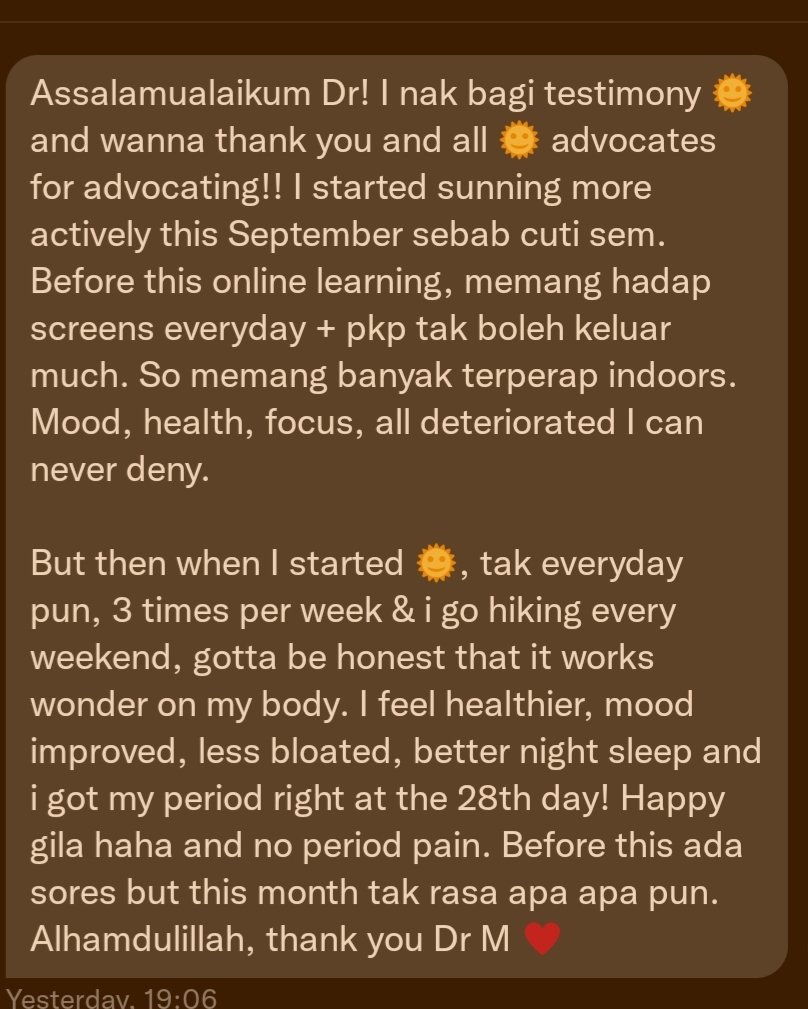 Assalamualaikum Dr! I nak bagi testimony 🌞
and wanna thank you and all 🌞 advocates
for advocating!! I started sunning more
actively this September sebab cuti sem.
Before this online learning, memang hadap
screens everyday + pkp tak boleh keluar
much. So memang banyak terperap indoors.
Mood, health, focus, all deteriorated I can
never deny.

But then when I started 🌞, tak everyday
pun, 3 times per week & i go hiking every
weekend, gotta be honest that it works
wonder on my body. I feel healthier, mood
improved, less bloated, better night sleep and
i got my period right at the 28th day! Happy
gila haha and no period pain. Before this ada
sores but this month tak rasa apa apa pun.
Alhamdulillah, thank you Dr M ❤️
Yesterday, 19:06